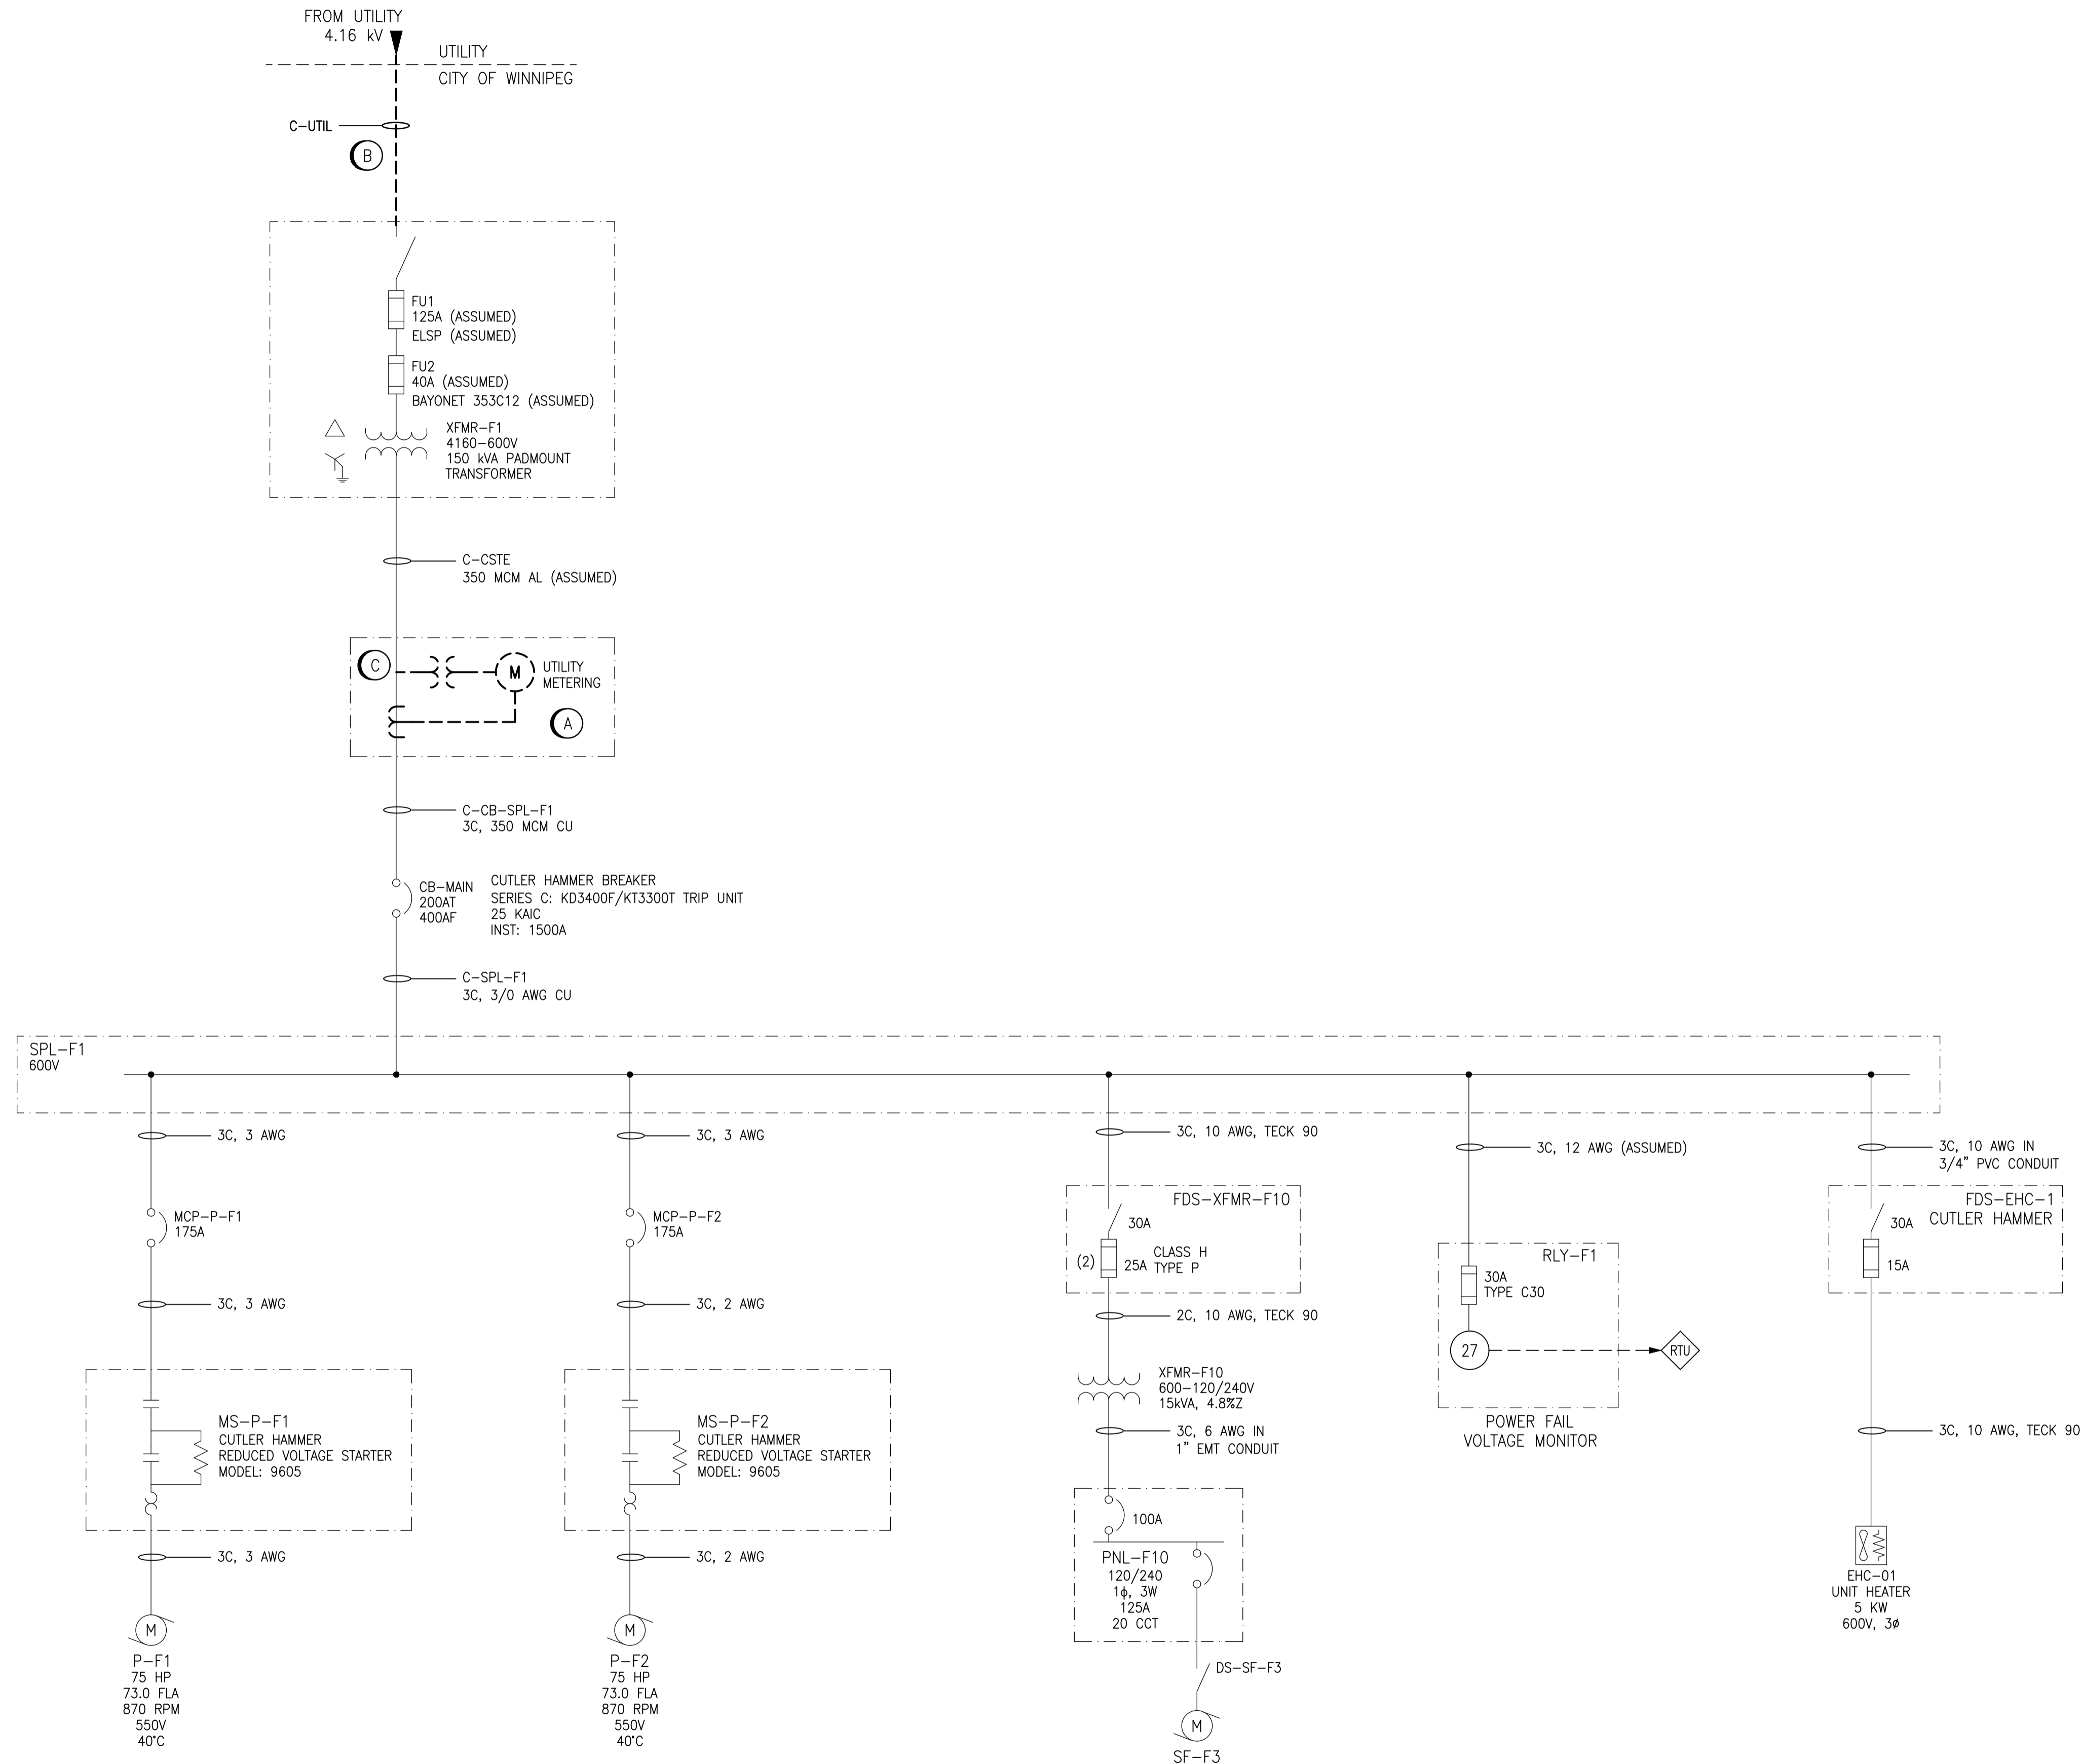 FROM UTILITY
4.16 kV
UTILITY
CITY OF WINNIPEG
C-UTIL
B
FU1
125A (ASSUMED)
ELSP (ASSUMED)
FU2
40A (ASSUMED)
BAYONET 353C12 (ASSUMED)
XFMR-F1
4160-600V
150 kVA PADMOUNT
TRANSFORMER
C-CSTE
350 MCM AL (ASSUMED)
C
M
UTILITY
METERING
A
C-CB-SPL-F1
3C, 350 MCM CU
CB-MAIN
200AT
400AF
CUTLER HAMMER BREAKER
SERIES C: KD3400F/KT3300T TRIP UNIT
25 KAIC
INST: 1500A
C-SPL-F1
3C, 3/0 AWG CU
SPL-F1
600V
3C, 3 AWG
MCP-P-F1
175A
3C, 3 AWG
MS-P-F1
CUTLER HAMMER
REDUCED VOLTAGE STARTER
MODEL: 9605
3C, 3 AWG
M
P-F1
75 HP
73.0 FLA
870 RPM
550V
40°C
3C, 3 AWG
MCP-P-F2
175A
3C, 2 AWG
MS-P-F2
CUTLER HAMMER
REDUCED VOLTAGE STARTER
MODEL: 9605
3C, 2 AWG
M
P-F2
75 HP
73.0 FLA
870 RPM
550V
40°C
3C, 10 AWG, TECK 90
FDS-XFMR-F10
30A
(2)
25A
CLASS H
TYPE P
2C, 10 AWG, TECK 90
XFMR-F10
600-120/240V
15kVA, 4.8%Z
3C, 6 AWG IN
1" EMT CONDUIT
100A
PNL-F10
120/240
1ϕ, 3W
125A
20 CCT
DS-SF-F3
M
SF-F3
3C, 12 AWG (ASSUMED)
RLY-F1
30A
TYPE C30
27
RTU
POWER FAIL
VOLTAGE MONITOR
3C, 10 AWG IN
3/4" PVC CONDUIT
FDS-EHC-1
CUTLER HAMMER
30A
15A
3C, 10 AWG, TECK 90
EHC-01
UNIT HEATER
5 KW
600V, 3ø